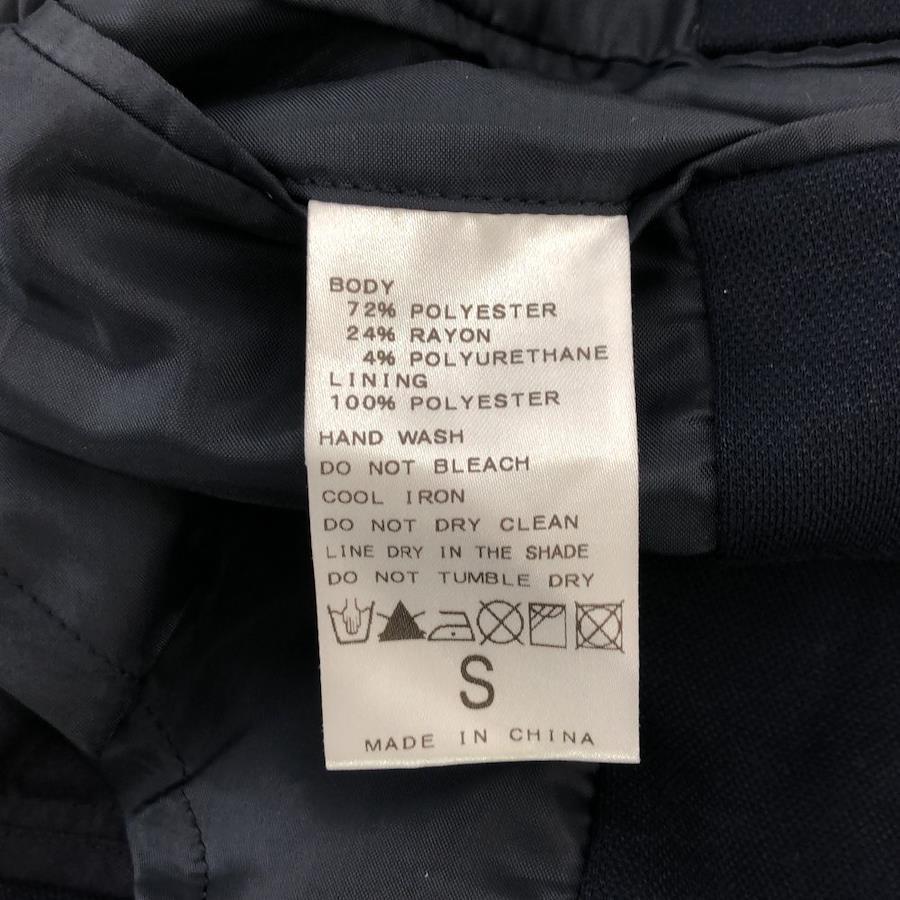 BODY
72% POLYESTER
24% RAYON
4% POLYURETHANE
LINING
100% POLYESTER
HAND WASH
DO NOT BLEACH
COOL IRON
DO NOT DRY CLEAN
LINE DRY IN THE SHADE
DO NOT TUMBLE DRY
S
MADE IN CHINA